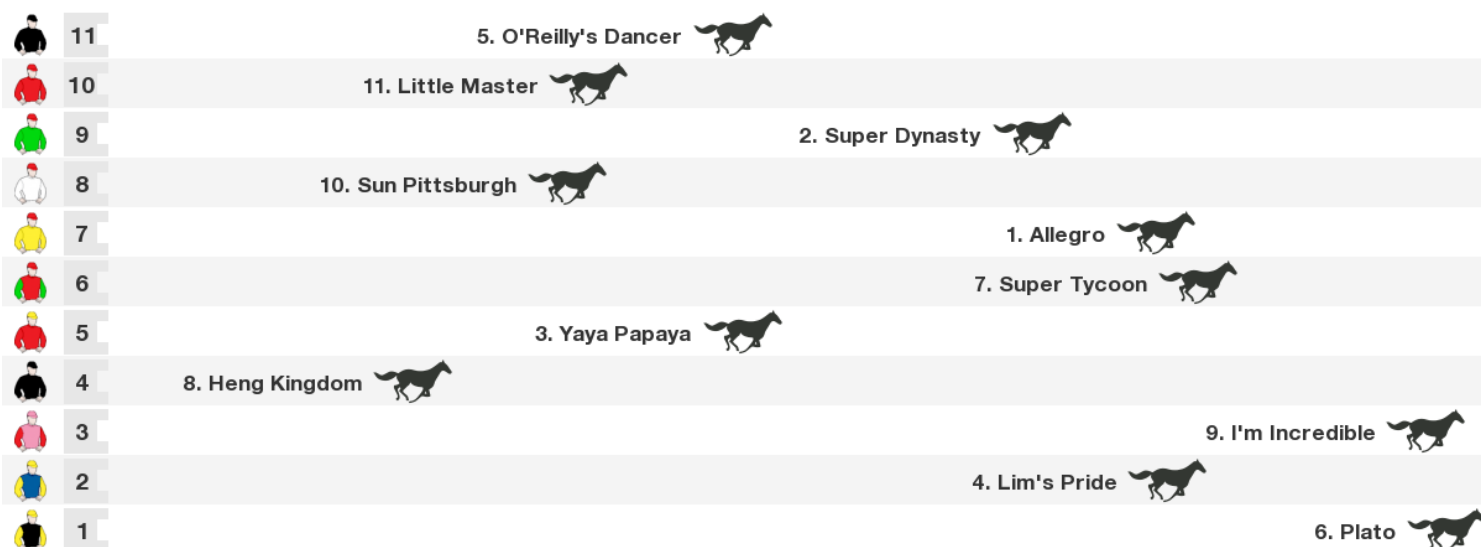 11 5. O'Reilly's Dancer
10 11. Little Master
9 2. Super Dynasty
8 10. Sun Pittsburgh
7 1. Allegro
6 7. Super Tycoon
5 3. Yaya Papaya
4 8. Heng Kingdom
3 9. I'm Incredible
2 4. Lim's Pride
1 6. Plato